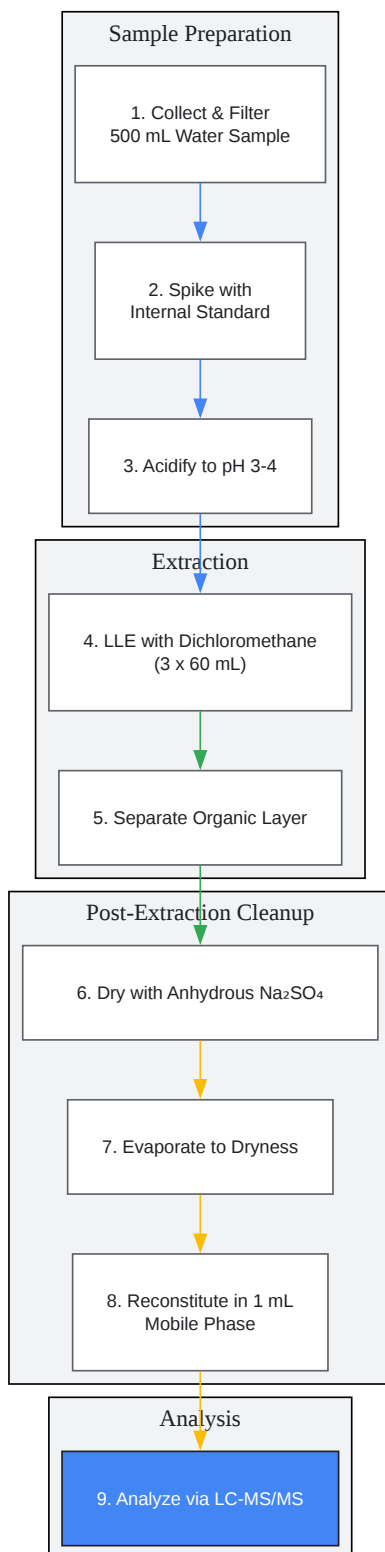 Sample Preparation
1. Collect & Filter
500 mL Water Sample
2. Spike with
Internal Standard
3. Acidify to pH 3-4
Extraction
4. LLE with Dichloromethane
(3 x 60 mL)
5. Separate Organic Layer
Post-Extraction Cleanup
6. Dry with Anhydrous Na₂SO₄
7. Evaporate to Dryness
8. Reconstitute in 1 mL
Mobile Phase
Analysis
9. Analyze via LC-MS/MS